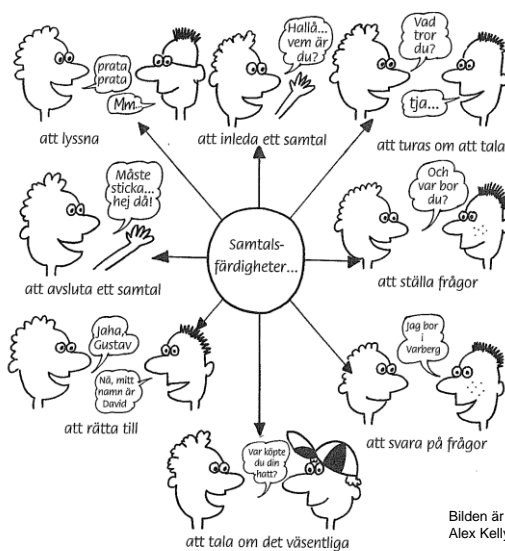 prata
prata
Mm...
att lyssna
Hallå...
vem är
du?
att inleda ett samtal
Vad
tror
du?
tja...
att turas om att tala
Måste
sticka...
hej då!
att avsluta ett samtal
Samtals-
färdigheter...
Och
var bor
du?
att ställa frågor
Jaha,
Gustav
Nä, mitt
namn är
David
att rätta till
Jag bor
i
Varberg
att svara på frågor
Var köpte
du din
hatt?
att tala om det väsentliga
Bilden är
Alex Kelly